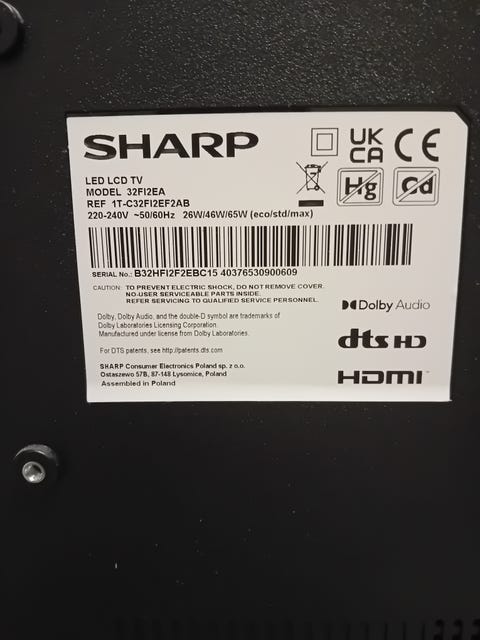 SHARP
UK
CA
CE
LED LCD TV
MODEL 32FI2EA
REF 1T-C32FI2EF2AB
220-240V ~50/60Hz 26W/46W/65W (eco/std/max)
Hg
Cd
SERIAL No.: B32HFI2F2EBC15 40376530900609
CAUTION: TO PREVENT ELECTRIC SHOCK, DO NOT REMOVE COVER.
NO-USER SERVICEABLE PARTS INSIDE.
REFER SERVICING TO QUALIFIED SERVICE PERSONNEL.
Dolby Audio
Dolby, Dolby Audio, and the double-D symbol are trademarks of
Dolby Laboratories Licensing Corporation.
Manufactured under license from Dolby Laboratories.
dts HD
For DTS patents, see http://patents.dts.com
SHARP Consumer Electronics Poland sp. z o.o.
Ostaszewo 57B, 87-148 Łysomice, Poland
Assembled in Poland
HDMI™